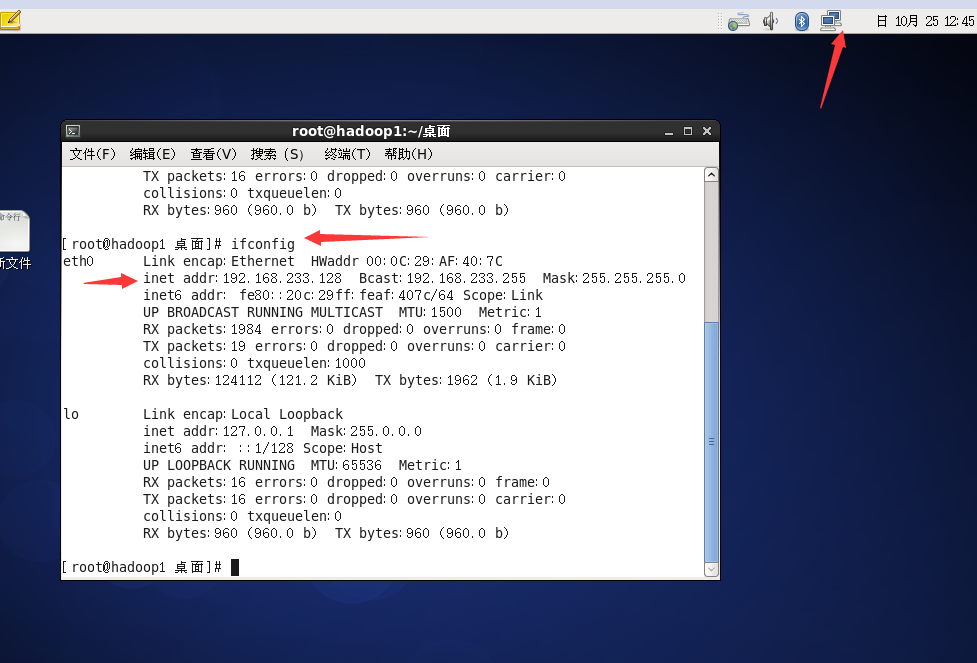 日 10月 25 12:45
命令行
新文件
root@hadoop1:~/桌面
文件(F) 编辑(E) 查看(V) 搜索 (S) 终端(T) 帮助(H)
TX packets:16 errors:0 dropped:0 overruns:0 carrier:0
collisions:0 txqueuelen:0
RX bytes:960 (960.0 b) TX bytes:960 (960.0 b)
[root@hadoop1 桌面]# ifconfig
eth0 Link encap:Ethernet HWaddr 00:0C:29:AF:40:7C
inet addr:192.168.233.128 Bcast:192.168.233.255 Mask:255.255.255.0
inet6 addr: fe80::20c:29ff:feaf:407c/64 Scope:Link
UP BROADCAST RUNNING MULTICAST MTU:1500 Metric:1
RX packets:1984 errors:0 dropped:0 overruns:0 frame:0
TX packets:19 errors:0 dropped:0 overruns:0 carrier:0
collisions:0 txqueuelen:1000
RX bytes:124112 (121.2 KiB) TX bytes:1962 (1.9 KiB)
lo Link encap:Local Loopback
inet addr:127.0.0.1 Mask:255.0.0.0
inet6 addr: ::1/128 Scope:Host
UP LOOPBACK RUNNING MTU:65536 Metric:1
RX packets:16 errors:0 dropped:0 overruns:0 frame:0
TX packets:16 errors:0 dropped:0 overruns:0 carrier:0
collisions:0 txqueuelen:0
RX bytes:960 (960.0 b) TX bytes:960 (960.0 b)
[root@hadoop1 桌面]#